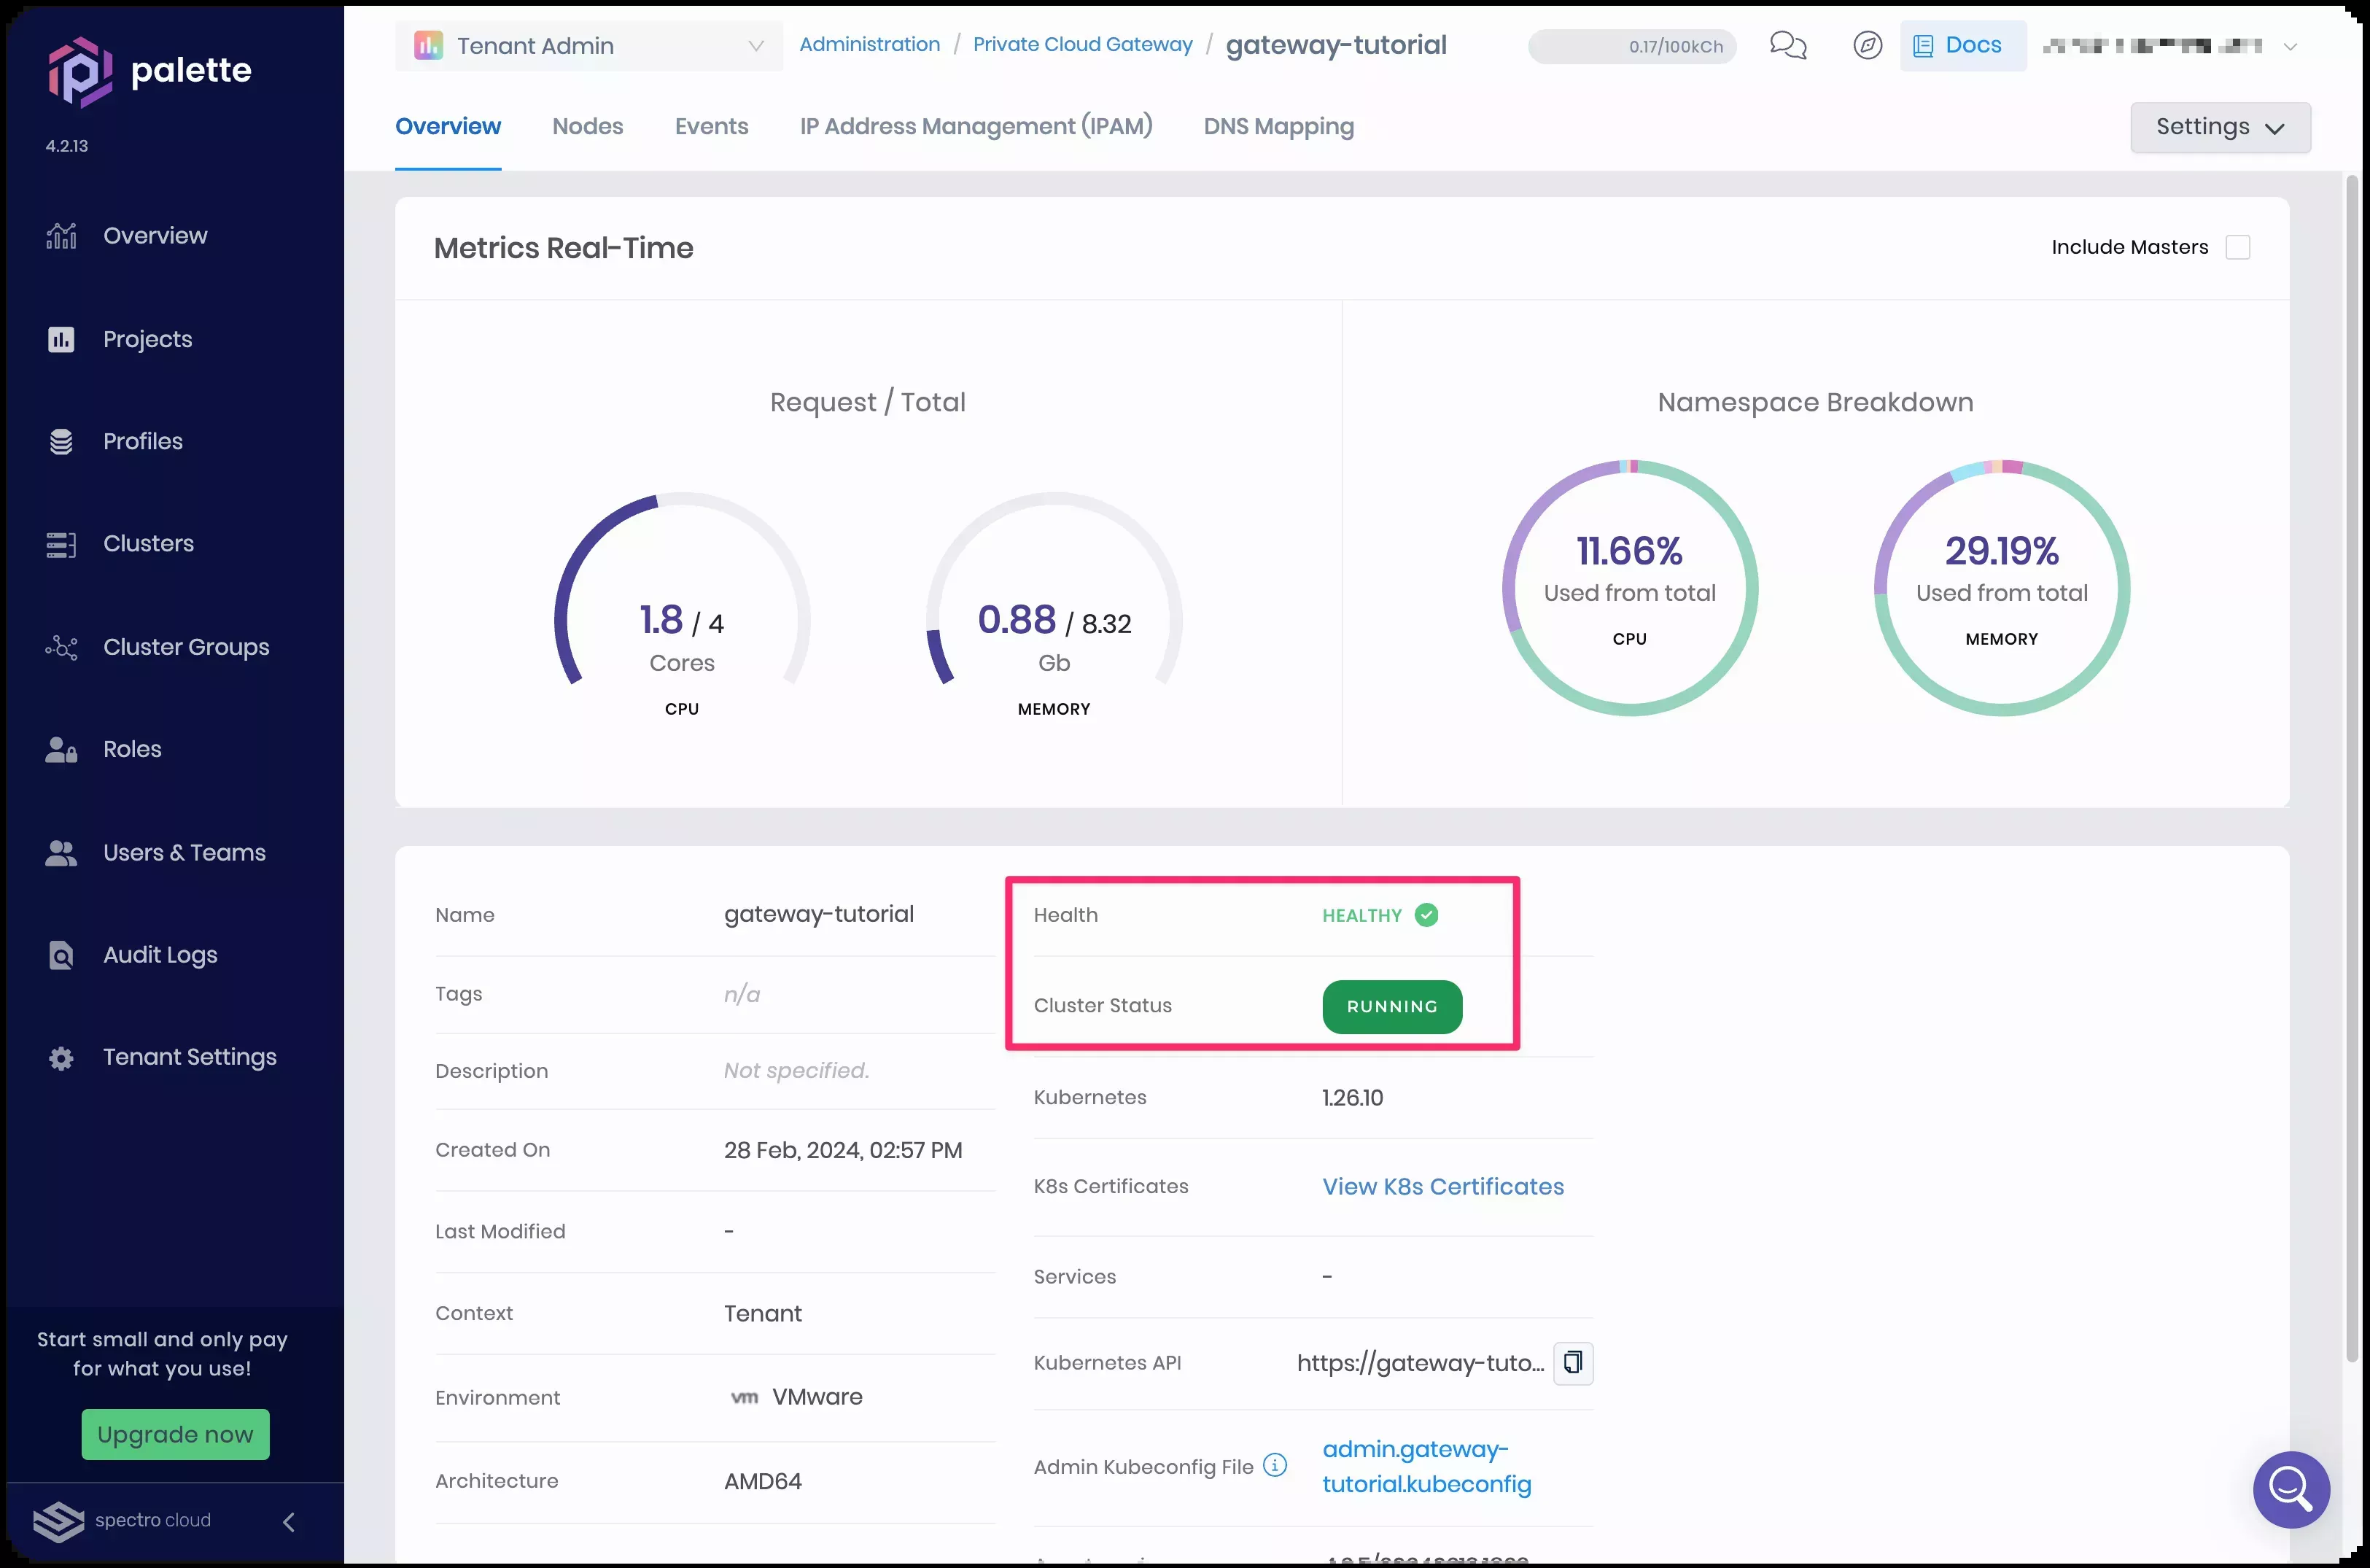 palette
4.2.13
Overview
Projects
Profiles
Clusters
Cluster Groups
Roles
Users & Teams
Audit Logs
Tenant Settings
Start small and only pay
for what you use!
Upgrade now
spectro cloud
Tenant Admin
Administration / Private Cloud Gateway / gateway-tutorial
0.17/100kCh
Docs
Overview Nodes Events IP Address Management (IPAM) DNS Mapping
Settings
Metrics Real-Time
Include Masters
Request / Total
1.8 / 4
Cores
CPU
0.88 / 8.32
Gb
MEMORY
Namespace Breakdown
11.66%
Used from total
CPU
29.19%
Used from total
MEMORY
Name gateway-tutorial
Tags n/a
Description Not specified.
Created On 28 Feb, 2024, 02:57 PM
Last Modified -
Context Tenant
Environment vm VMware
Architecture AMD64
Health HEALTHY
Cluster Status RUNNING
Kubernetes 1.26.10
K8s Certificates View K8s Certificates
Services -
Kubernetes API https://gateway-tuto...
Admin Kubeconfig File admin.gateway-
tutorial.kubeconfig